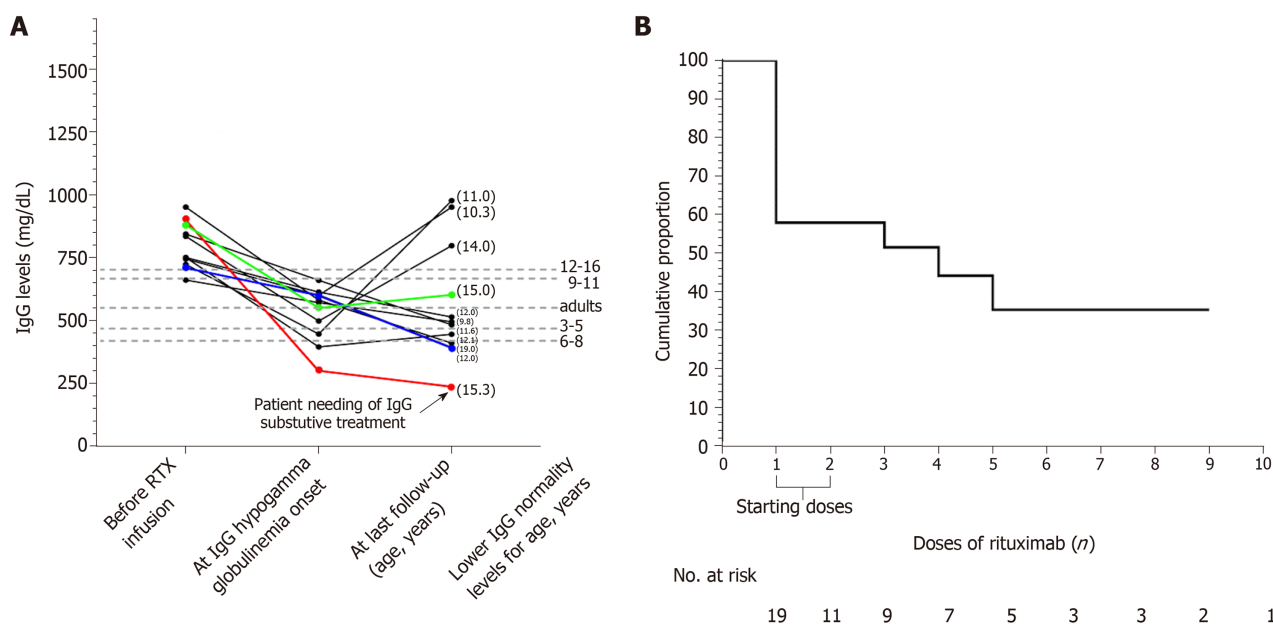 A
1500
1250
1000
750
500
250
0
IgG levels (mg/dL)
(11.0)
(10.3)
(14.0)
(15.0)
(12.0)
(9.8)
(11.6)
(12.1)
(19.0)
(12.0)
(15.3)
12-16
9-11
adults
3-5
6-8
Patient needing of IgG
substutive treatment
Before RTX
infusion
At IgG hypogamma
globulinemia onset
At last follow-up
(age, years)
Lower IgG normality
levels for age, years
B
100
90
80
70
60
50
40
30
20
10
0
Cumulative proportion
0 1 2 3 4 5 6 7 8 9 10
Starting doses
Doses of rituximab (n)
No. at risk
19 11 9 7 5 3 3 2 1